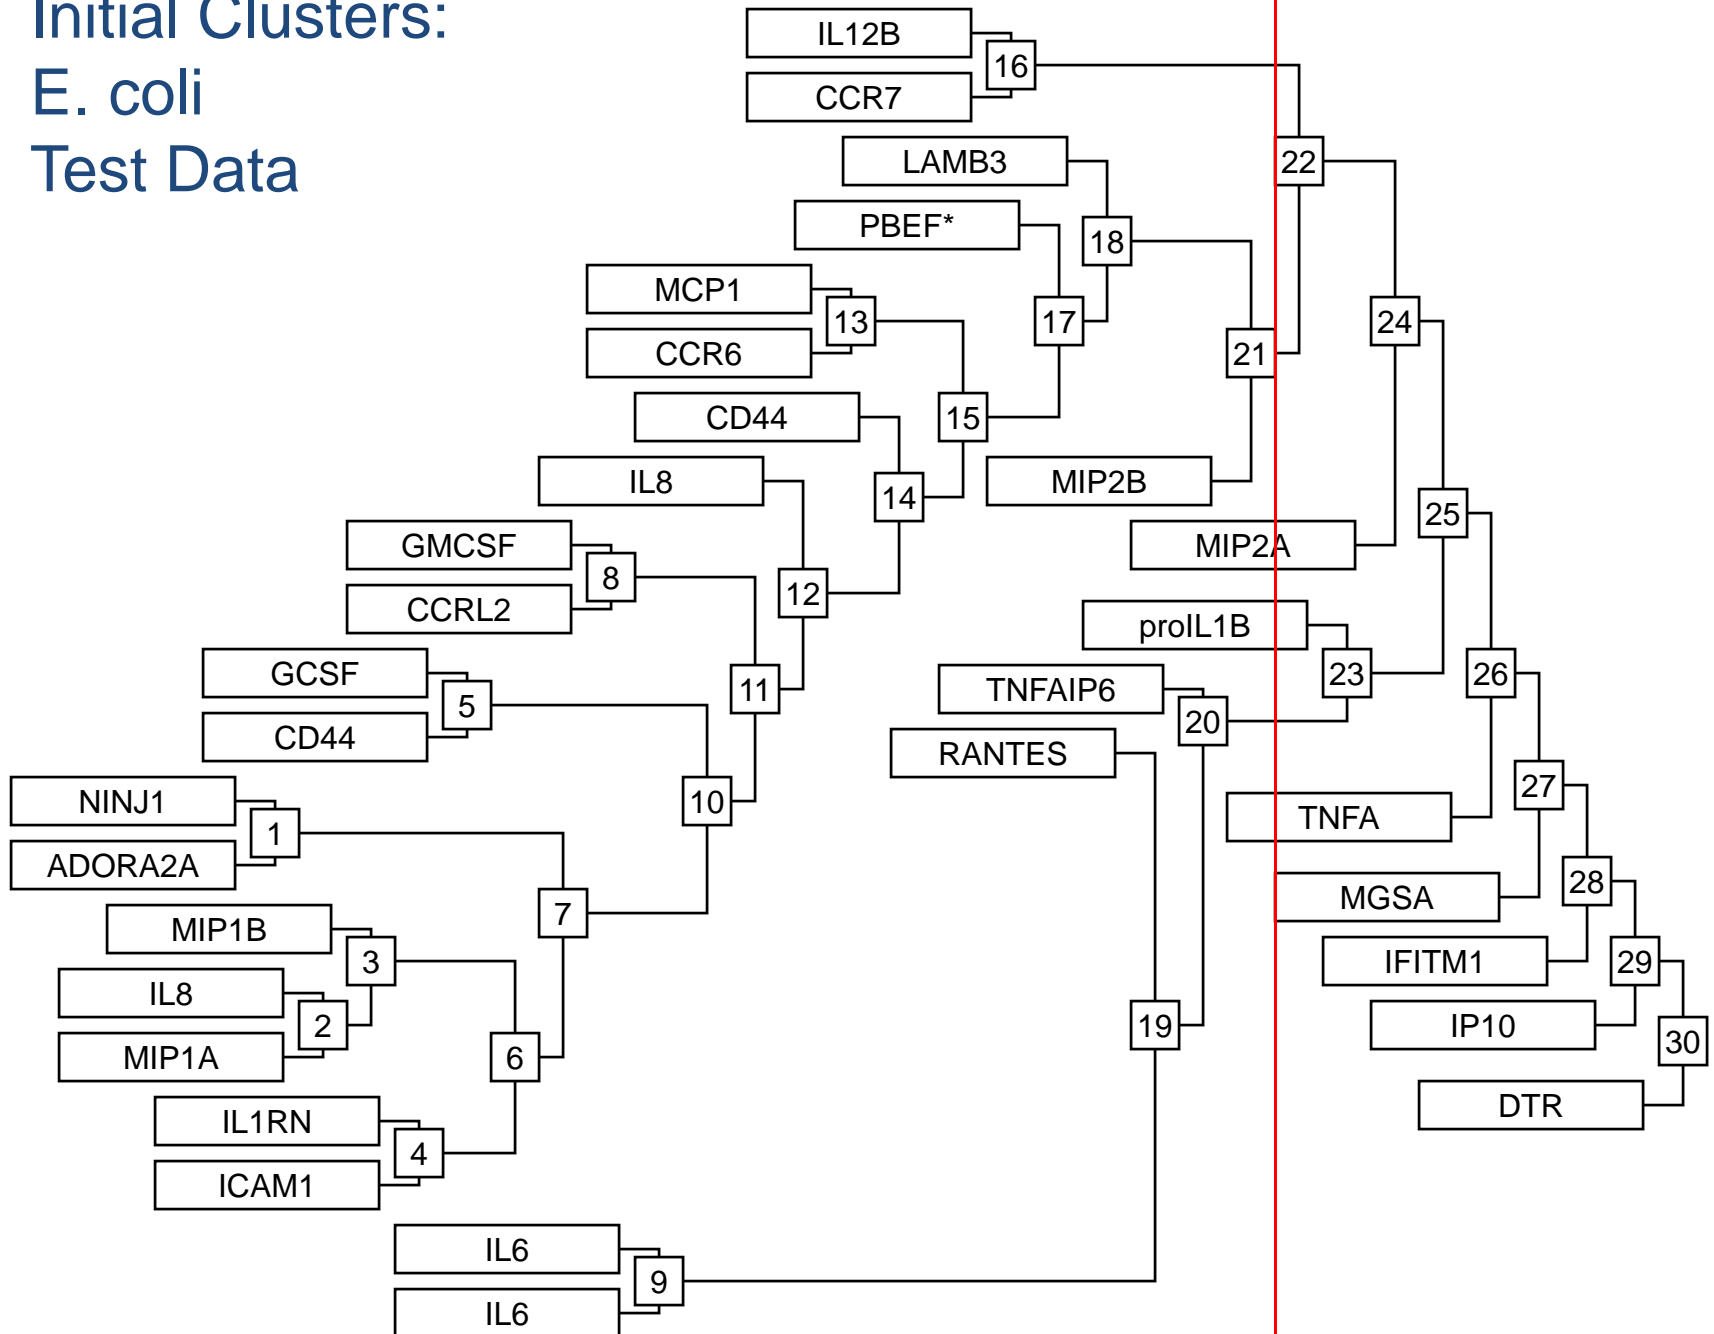 Initial Clusters:
E. coli
Test Data
IL12B
16
CCR7
22
LAMB3
PBEF*
18
MCP1
13
17
24
CCR6
21
CD44
15
IL8
14
MIP2B
25
GMCSF
MIP2A
8
12
CCRL2
proIL1B
GCSF
23
26
11
TNFAIP6
5
20
CD44
RANTES
27
NINJ1
10
TNFA
1
ADORA2A
28
7
MGSA
MIP1B
3
IFITM1
29
IL8
2
19
IP10
MIP1A
6
30
IL1RN
DTR
4
ICAM1
IL6
9
IL6